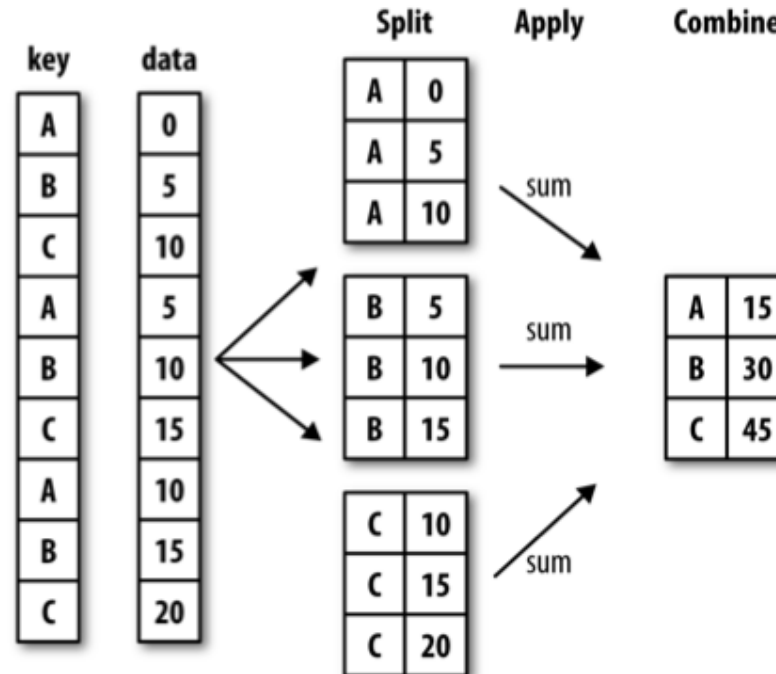 Split Apply Combine
key data
A 0
B 5
C 10
A 5
B 10
C 15
A 10
B 15
C 20
A 0
A 5
A 10
B 5
B 10
B 15
C 10
C 15
C 20
sum
sum
sum
A 15
B 30
C 45